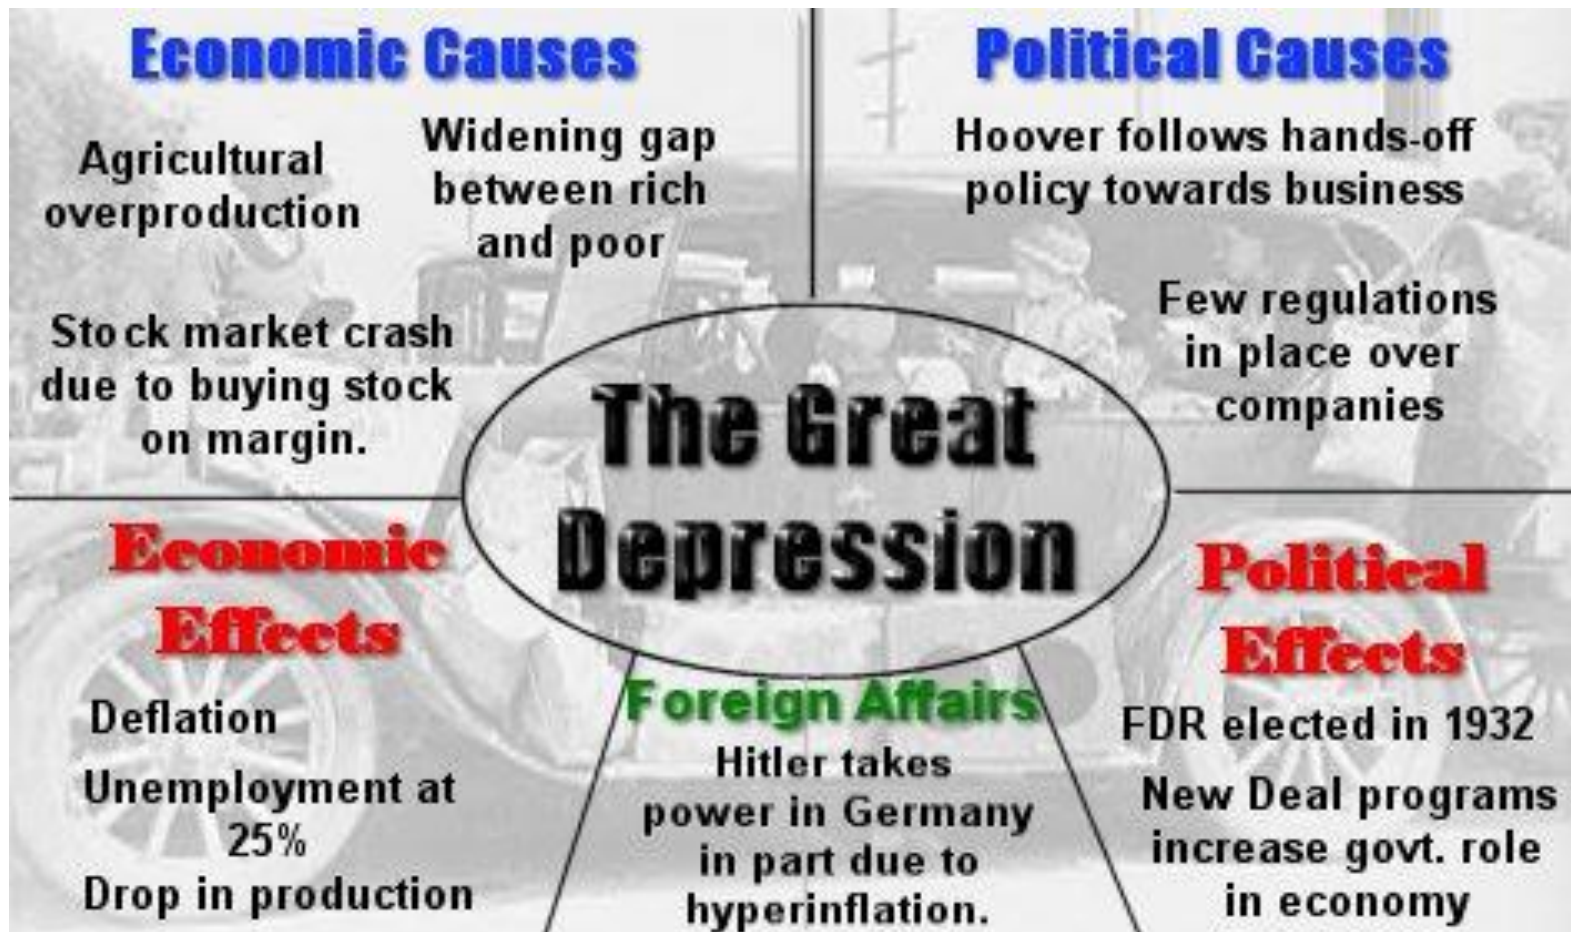 Economic Causes
Agricultural
overproduction
Widening gap
between rich
and poor
Stock market crash
due to buying stock
on margin.
Political Causes
Hoover follows hands-off
policy towards business
Few regulations
in place over
companies
The Great
Depression
Economic
Effects
Deflation
Unemployment at
25%
Drop in production
Foreign Affairs
Hitler takes
power in Germany
in part due to
hyperinflation.
Political
Effects
FDR elected in 1932
New Deal programs
increase govt. role
in economy